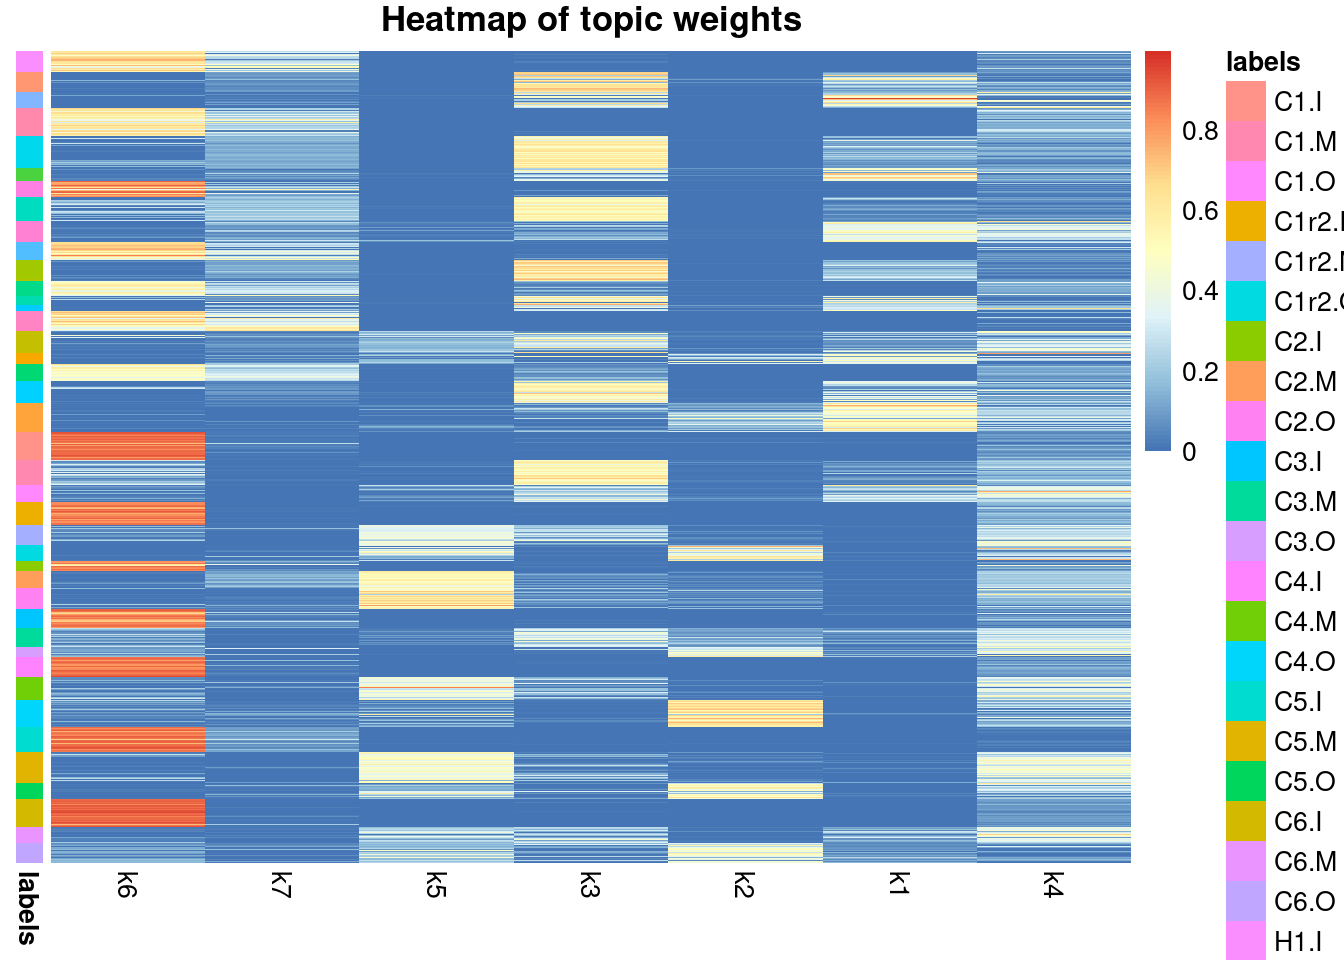 Heatmap of topic weights
labels
C1.I
C1.M
C1.O
C1r2.I
C1r2.
C1r2.
C2.I
C2.M
C2.O
C3.I
C3.M
C3.O
C4.I
C4.M
C4.O
C5.I
C5.M
C5.O
C6.I
C6.M
C6.O
H1.I
0.8
0.6
0.4
0.2
0
labels
k6
k7
k5
k3
k2
k1
k4